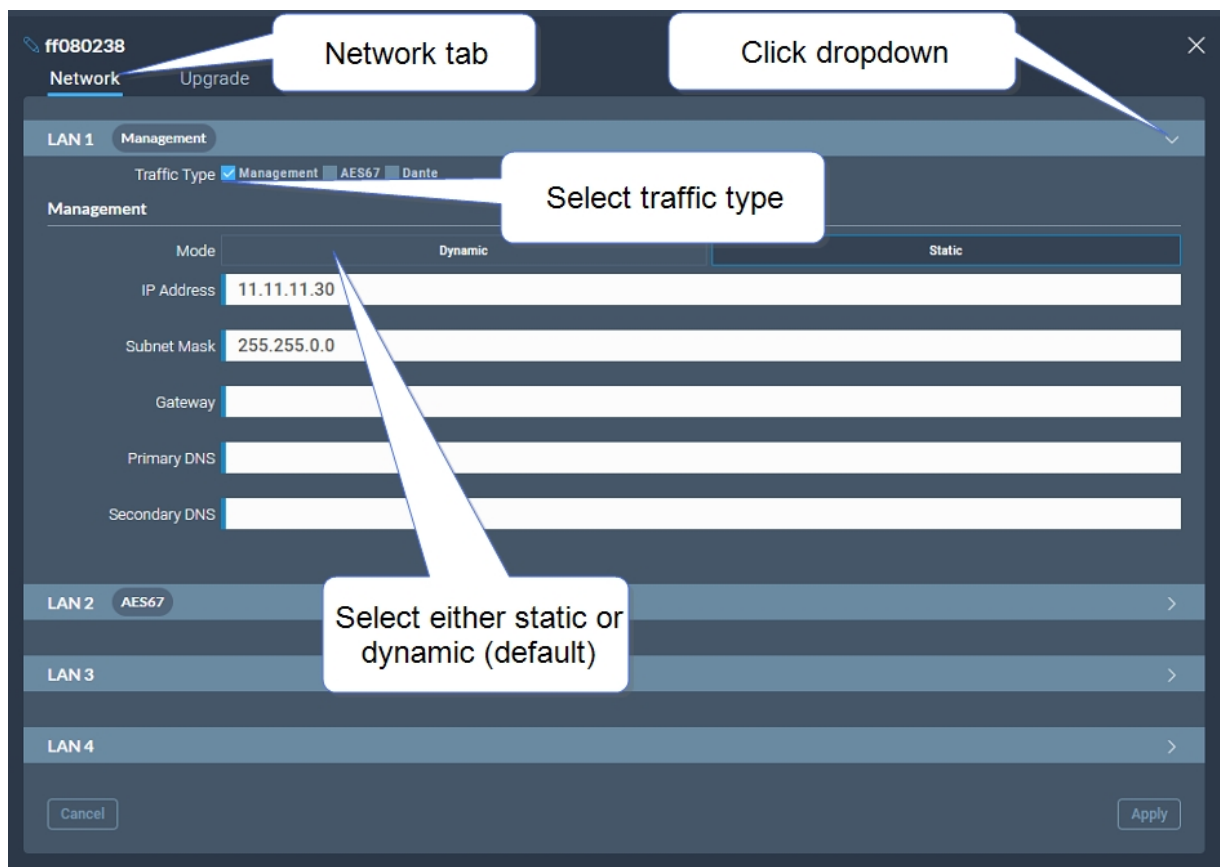 ff080238
Network tab
Click dropdown
Network
Upgrade
LAN 1
Management
Traffic Type
Management
AES67
Dante
Select traffic type
Management
Mode
Dynamic
Static
IP Address
11.11.11.30
Subnet Mask
255.255.0.0
Gateway
Primary DNS
Secondary DNS
Select either static or
dynamic (default)
LAN 2
AES67
LAN 3
LAN 4
Cancel
Apply